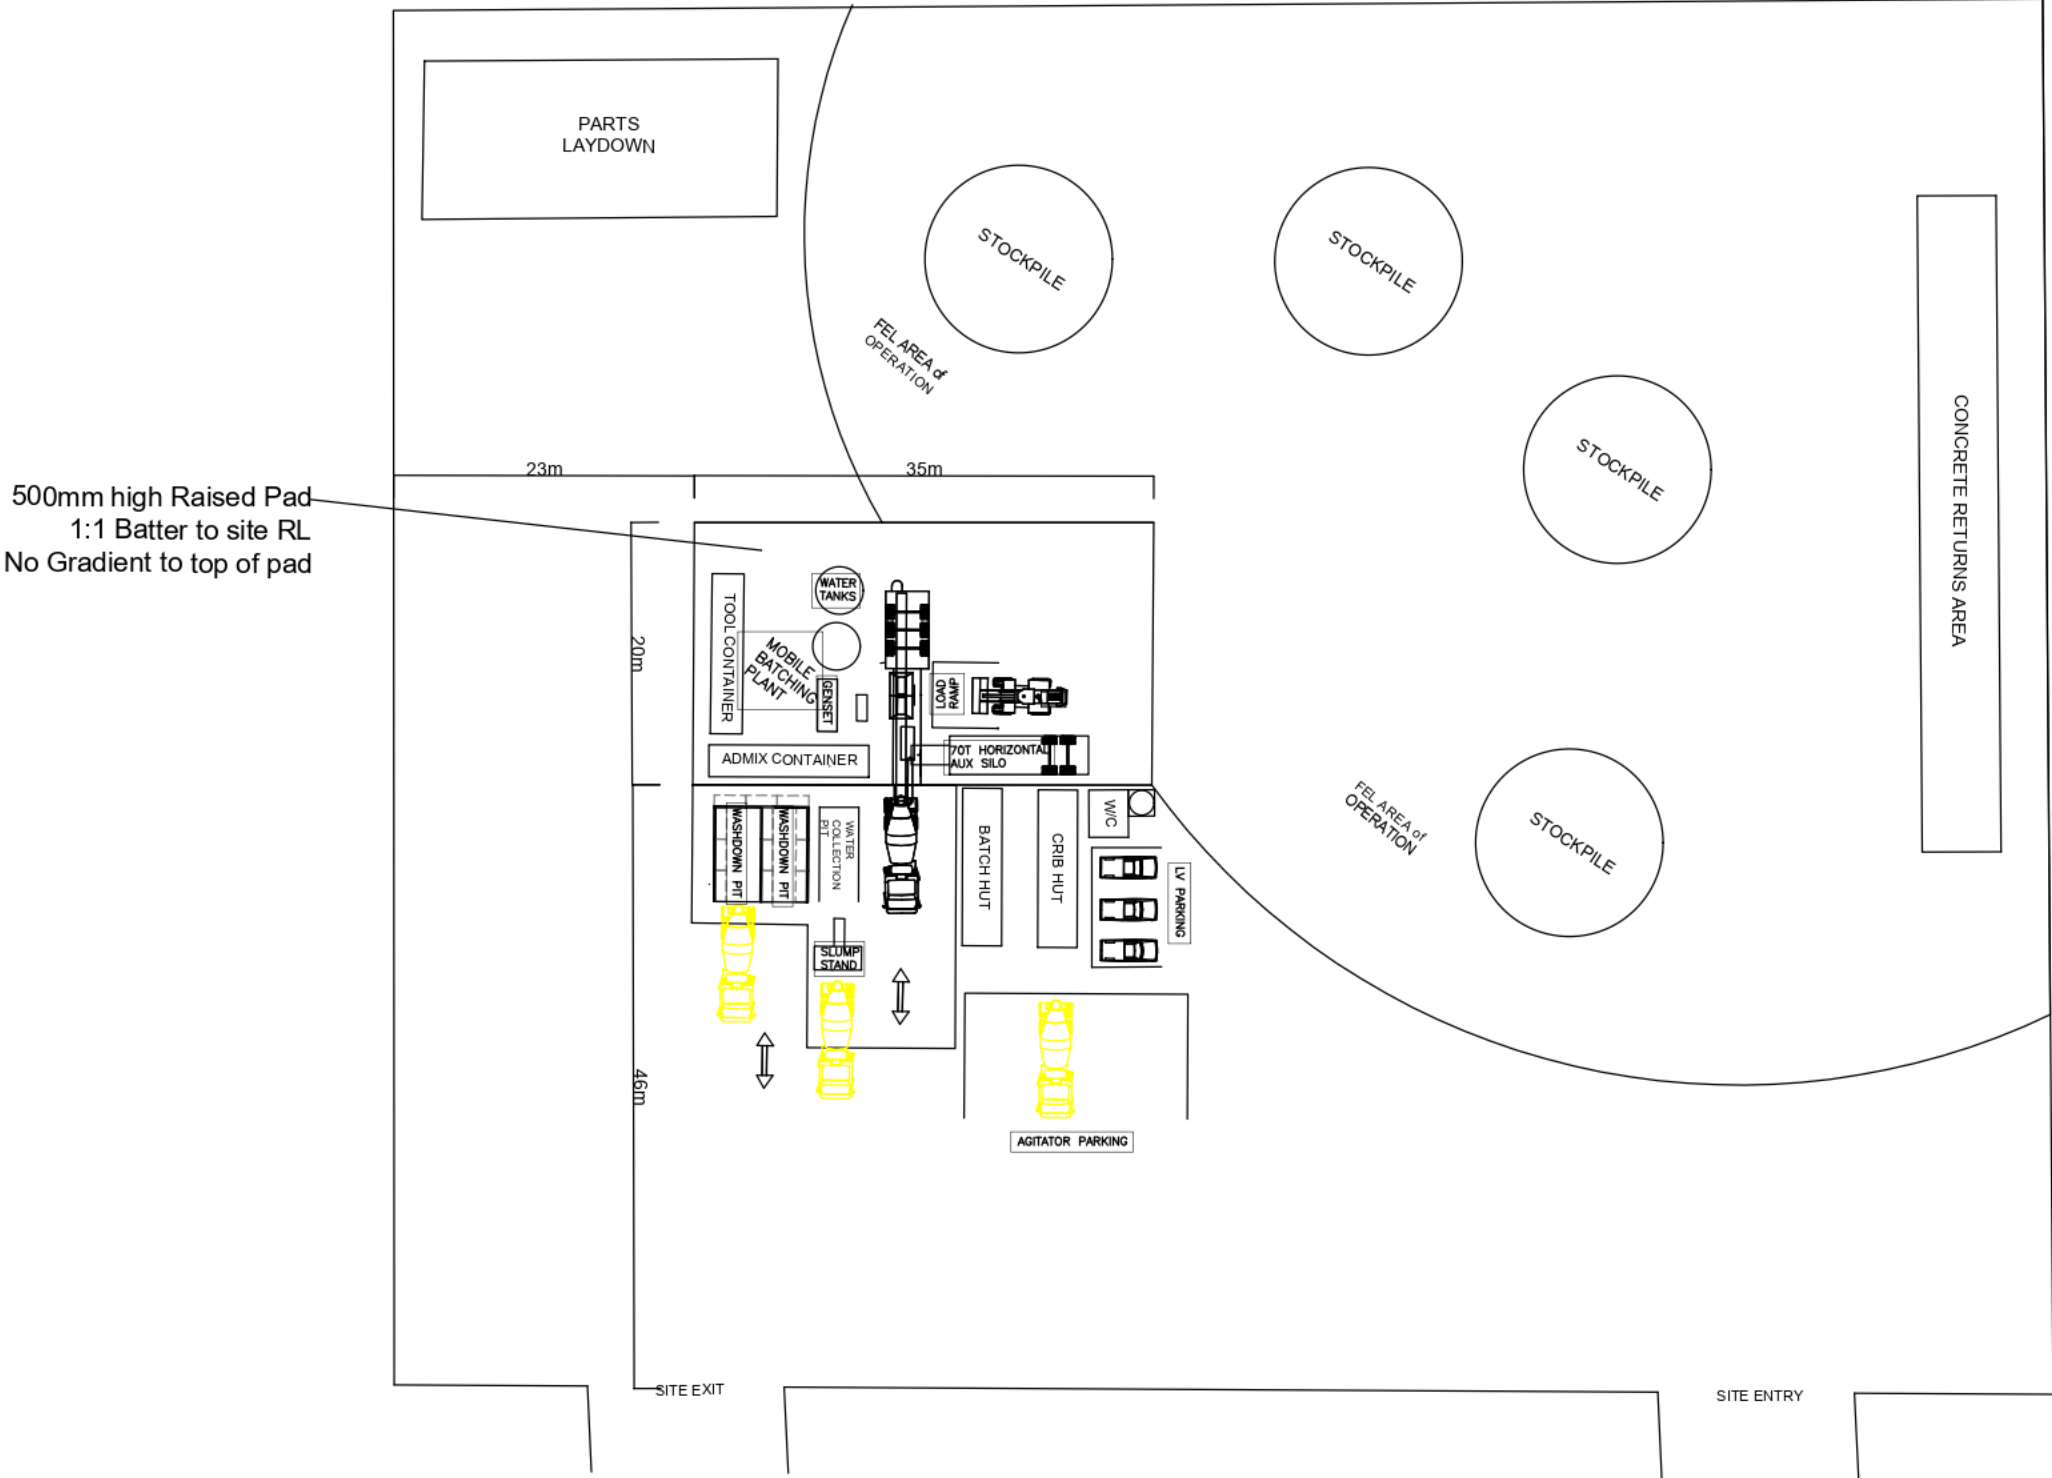 PARTS
LAYDOWN
STOCKPILE
STOCKPILE
FEL AREA of
OPERATION
STOCKPILE
CONCRETE RETURNS AREA
23m
35m
500mm high Raised Pad
1:1 Batter to site RL
No Gradient to top of pad
20m
TOOL CONTAINER
WATER
TANKS
MOBILE
BATCHING
PLANT
GENSET
LOAD
RAMP
ADMIX CONTAINER
70T HORIZONTAL
AUX SILO
WASHDOWN PIT
WASHDOWN PIT
WATER
COLLECTION
PIT
BATCH HUT
CRIB HUT
W/C
LV PARKING
FEL AREA of
OPERATION
STOCKPILE
SLUMP
STAND
46m
AGITATOR PARKING
SITE EXIT
SITE ENTRY